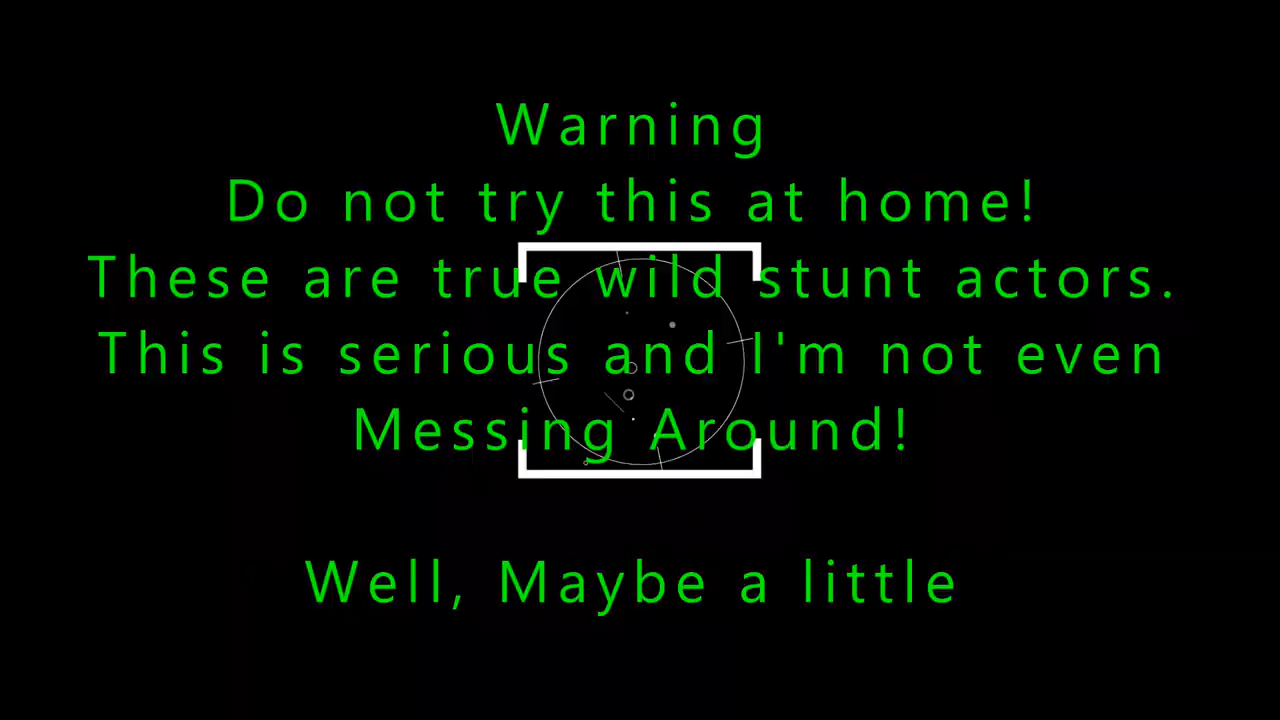 Warning
Do not try this at home!
These are true wild stunt actors.
This is serious and I'm not even
Messing Around!
Well, Maybe a little